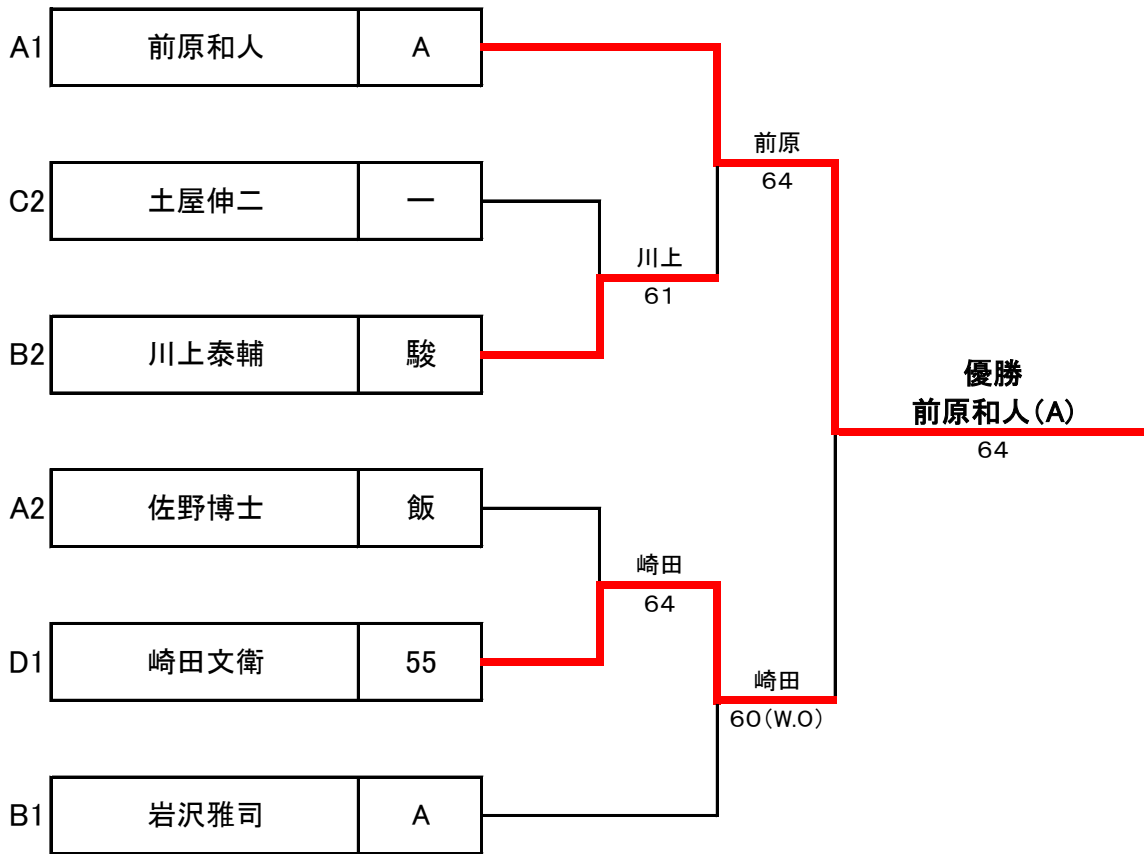 A1 前原和人 A
前原
64
C2 土屋伸二 一
川上
61
B2 川上泰輔 駿
優勝
前原和人(A)
64
A2 佐野博士 飯
崎田
64
D1 崎田文衛 55
崎田
60(W.O)
B1 岩沢雅司 A